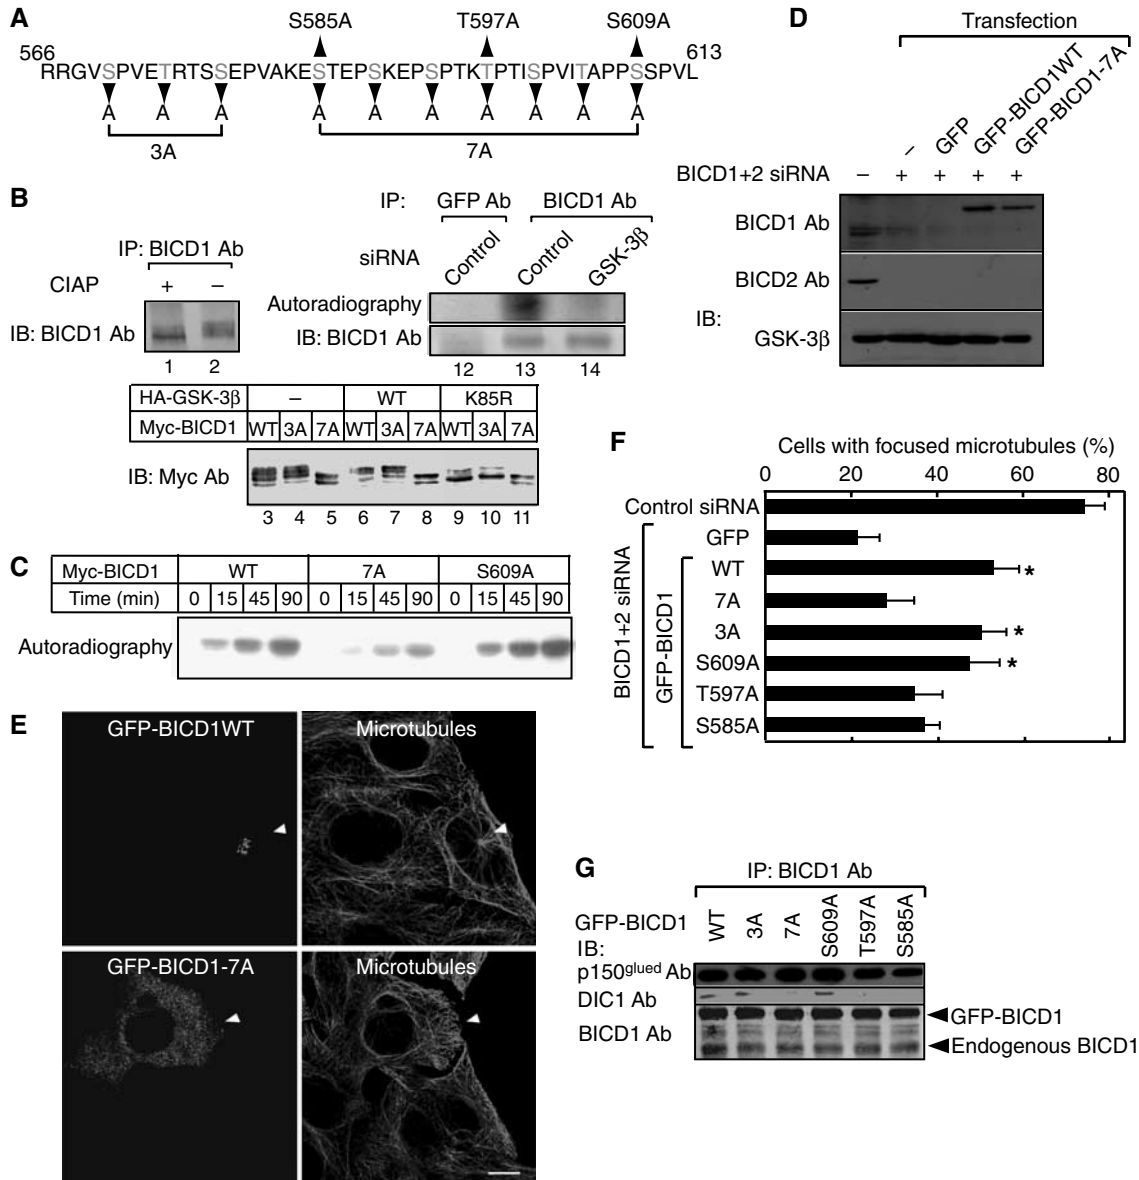 A
S585A T597A S609A
566 613
RRGVSPVETRTSSEPVAKESTEPSKEPSPTKTPTISPVITAPPSSPVL
A A A A A A A A A A
3A 7A
B
IP: BICD1 Ab
CIAP + −
IB: BICD1 Ab
1 2
IP: GFP Ab BICD1 Ab
siRNA Control Control GSK-3β
Autoradiography
IB: BICD1 Ab
12 13 14
HA-GSK-3β − WT K85R
Myc-BICD1 WT 3A 7A WT 3A 7A WT 3A 7A
IB: Myc Ab
3 4 5 6 7 8 9 10 11
C
Myc-BICD1 WT 7A S609A
Time (min) 0 15 45 90 0 15 45 90 0 15 45 90
Autoradiography
D
Transfection
− GFP GFP-BICD1WT GFP-BICD1-7A
BICD1+2 siRNA − + + + +
BICD1 Ab
BICD2 Ab
IB:
GSK-3β
E
GFP-BICD1WT Microtubules
GFP-BICD1-7A Microtubules
F
Cells with focused microtubules (%)
0 20 40 60 80
Control siRNA
BICD1+2 siRNA
GFP
GFP-BICD1
WT *
7A
3A *
S609A *
T597A
S585A
G
IP: BICD1 Ab
GFP-BICD1 WT 3A 7A S609A T597A S585A
IB:
p150glued Ab
DIC1 Ab
BICD1 Ab
GFP-BICD1
Endogenous BICD1